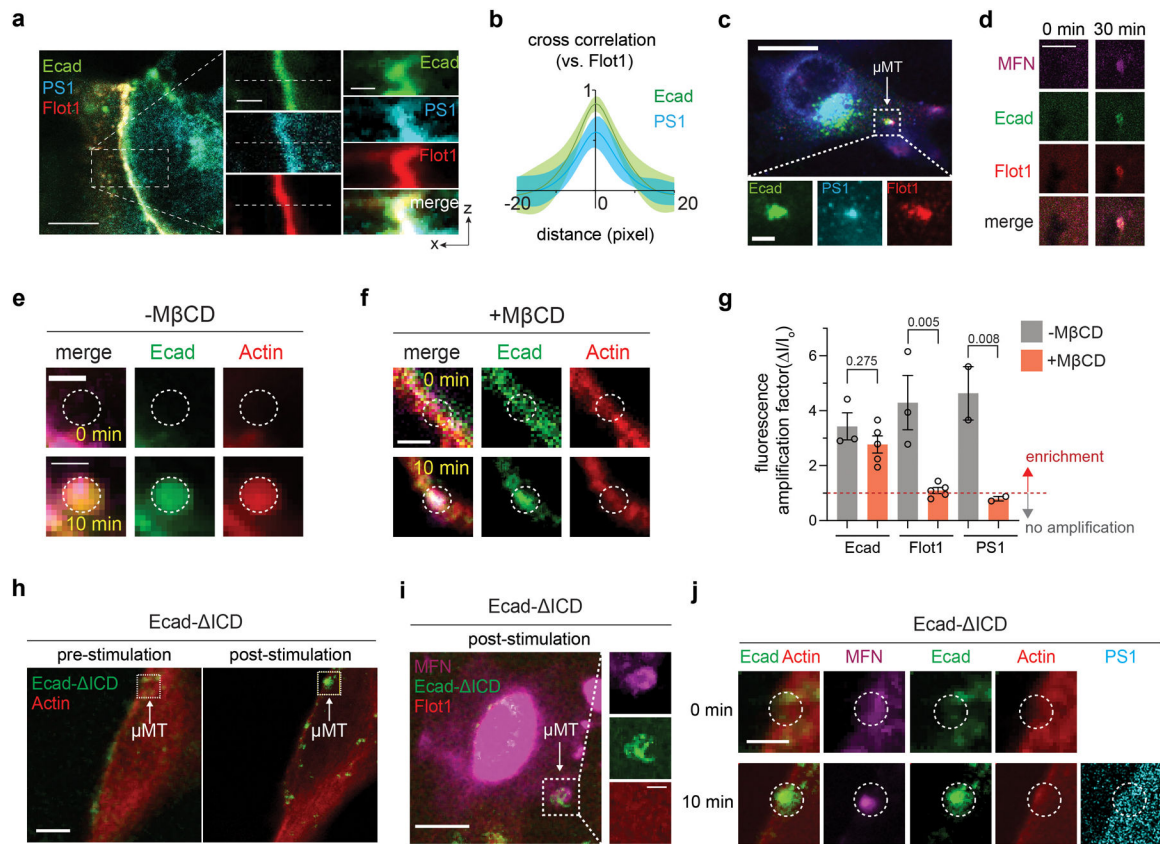 a
Ecad
PS1
Flot1
Ecad
PS1
Flot1
merge
z
x
b
cross correlation
(vs. Flot1)
1
Ecad
PS1
-20
0
20
distance (pixel)
c
µMT
Ecad
PS1
Flot1
d
0 min
30 min
MFN
Ecad
Flot1
merge
e
-MβCD
merge
Ecad
Actin
0 min
10 min
f
+MβCD
merge
Ecad
Actin
0 min
10 min
g
fluorescence
amplification factor(ΔI/Io)
6
4
2
1
0
0.275
0.005
0.008
-MβCD
+MβCD
enrichment
no amplification
Ecad
Flot1
PS1
h
Ecad-ΔICD
pre-stimulation
post-stimulation
Ecad-ΔICD
Actin
µMT
µMT
i
Ecad-ΔICD
post-stimulation
MFN
Ecad-ΔICD
Flot1
µMT
j
Ecad-ΔICD
Ecad Actin
MFN
Ecad
Actin
PS1
0 min
10 min